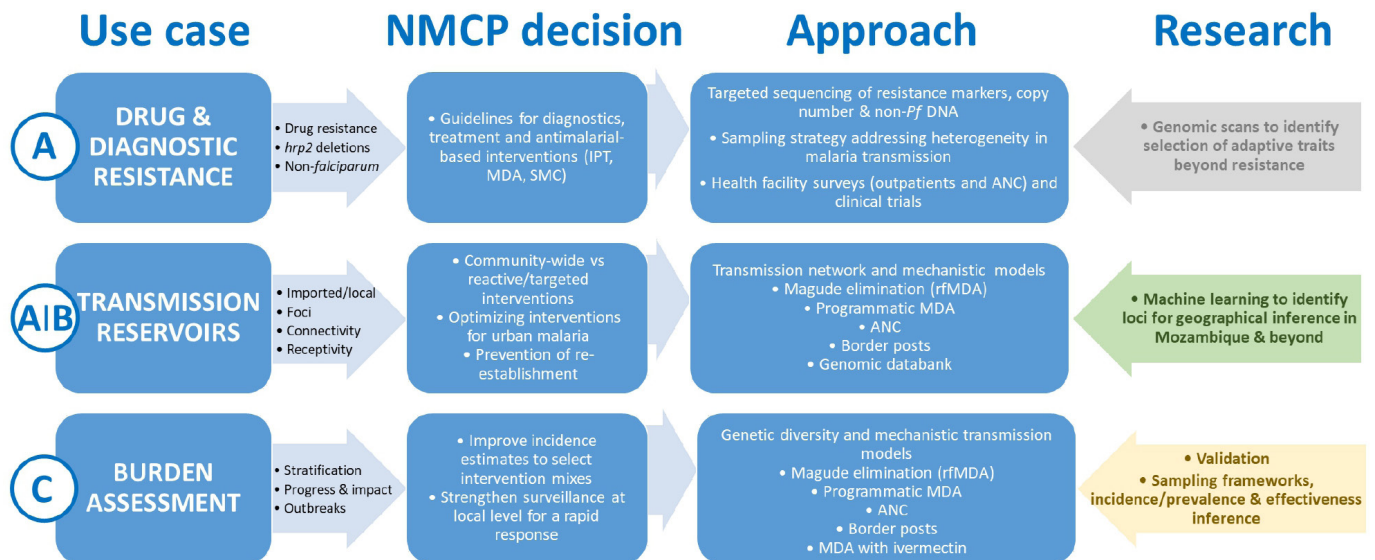 Use case
NMCP decision
Approach
Research
A
DRUG &
DIAGNOSTIC
RESISTANCE
• Drug resistance
• hrp2 deletions
• Non-falciparum
• Guidelines for diagnostics,
treatment and antimalarial-
based interventions (IPT,
MDA, SMC)
Targeted sequencing of resistance markers, copy
number & non-Pf DNA
• Sampling strategy addressing heterogeneity in
malaria transmission
• Health facility surveys (outpatients and ANC) and
clinical trials
• Genomic scans to identify
selection of adaptive traits
beyond resistance
A|B
TRANSMISSION
RESERVOIRS
• Imported/local
• Foci
• Connectivity
• Receptivity
• Community-wide vs
reactive/targeted
interventions
• Optimizing interventions
for urban malaria
• Prevention of re-
establishment
Transmission network and mechanistic models
• Magude elimination (rfMDA)
• Programmatic MDA
• ANC
• Border posts
• Genomic databank
• Machine learning to identify
loci for geographical inference in
Mozambique & beyond
C
BURDEN
ASSESSMENT
• Stratification
• Progress & impact
• Outbreaks
• Improve incidence
estimates to select
intervention mixes
• Strengthen surveillance at
local level for a rapid
response
Genetic diversity and mechanistic transmission
models
• Magude elimination (rfMDA)
• Programmatic MDA
• ANC
• Border posts
• MDA with ivermectin
• Validation
• Sampling frameworks,
incidence/prevalence & effectiveness
inference